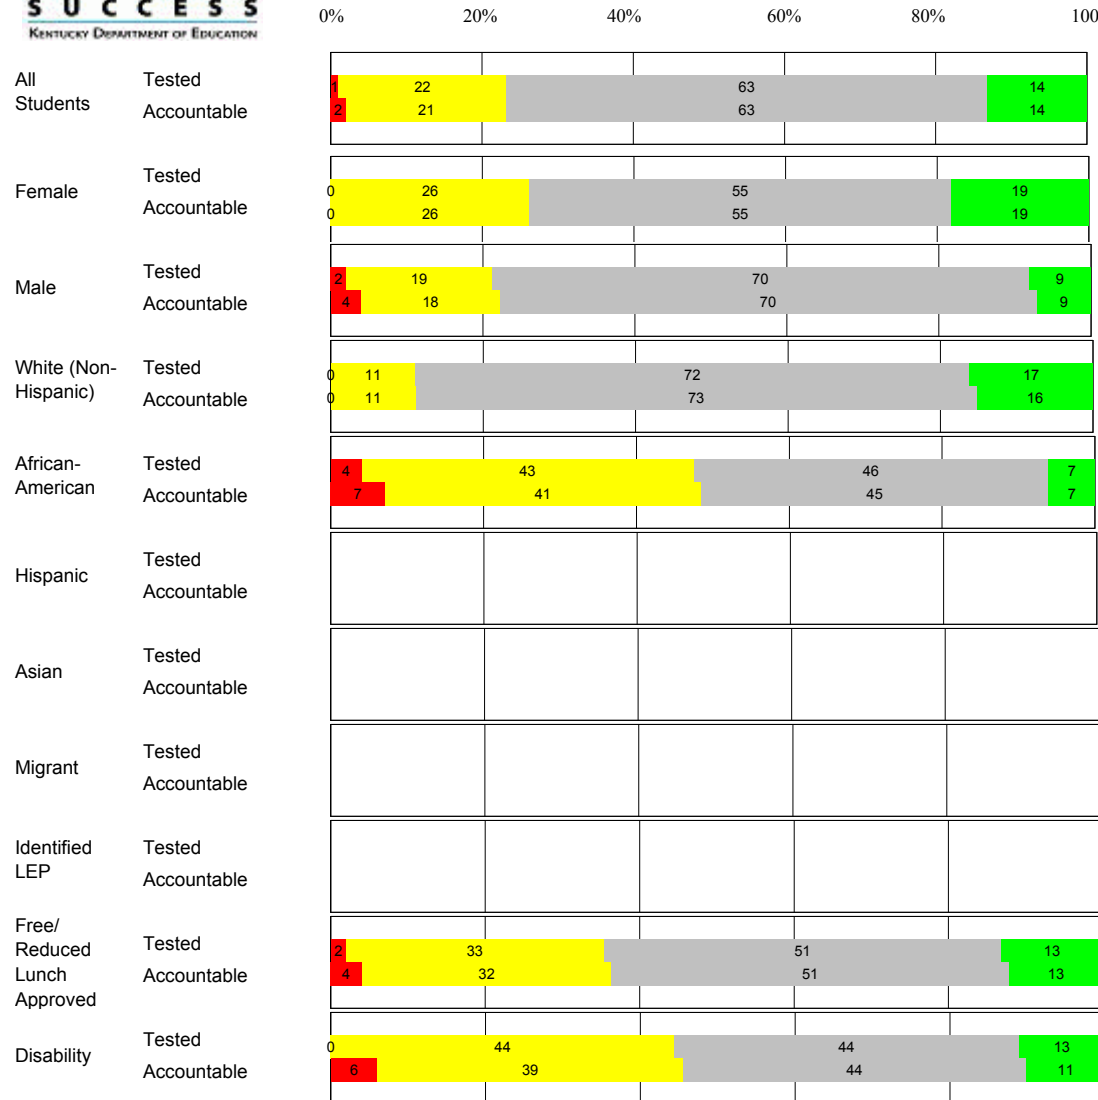 SUCCESS
KENTUCKY DEPARTMENT OF EDUCATION
0% 20% 40% 60% 80% 100
All Students
Tested 1 22 63 14
Accountable 2 21 63 14
Female
Tested 0 26 55 19
Accountable 0 26 55 19
Male
Tested 2 19 70 9
Accountable 4 18 70 9
White (Non-
Hispanic)
Tested 0 11 72 17
Accountable 0 11 73 16
African-
American
Tested 4 43 46 7
Accountable 7 41 45 7
Hispanic
Tested
Accountable
Asian
Tested
Accountable
Migrant
Tested
Accountable
Identified
LEP
Tested
Accountable
Free/
Reduced
Lunch
Approved
Tested 2 33 51 13
Accountable 4 32 51 13
Disability
Tested 0 44 44 13
Accountable 6 39 44 11